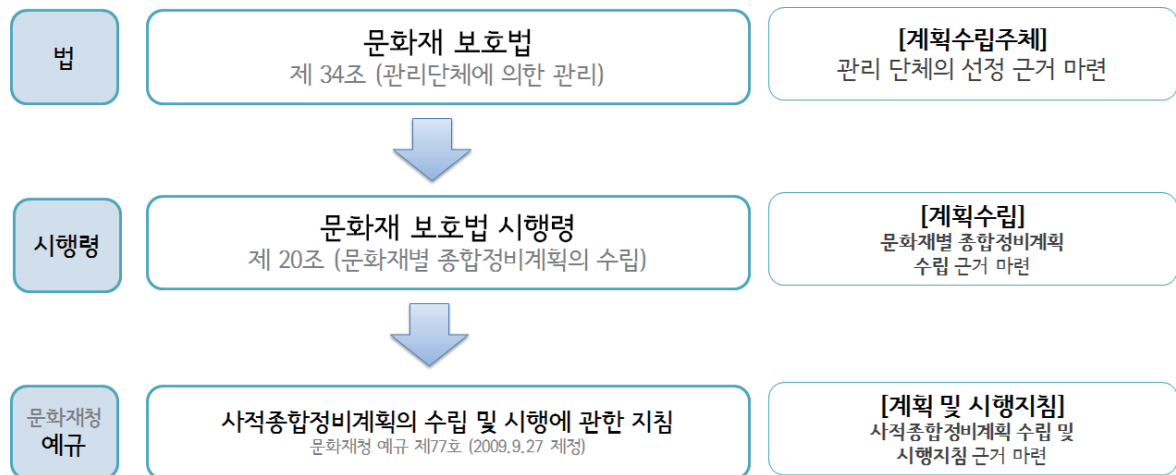 법
문화재 보호법
제 34조 (관리단체에 의한 관리)
[계획수립주체]
관리 단체의 선정 근거 마련
시행령
문화재 보호법 시행령
제 20조 (문화재별 종합정비계획의 수립)
[계획수립]
문화재별 종합정비계획
수립 근거 마련
문화재청
예규
사적종합정비계획의 수립 및 시행에 관한 지침
문화재청 예규 제77호 (2009.9.27 제정)
[계획 및 시행지침]
사적종합정비계획 수립 및
시행지침 근거 마련